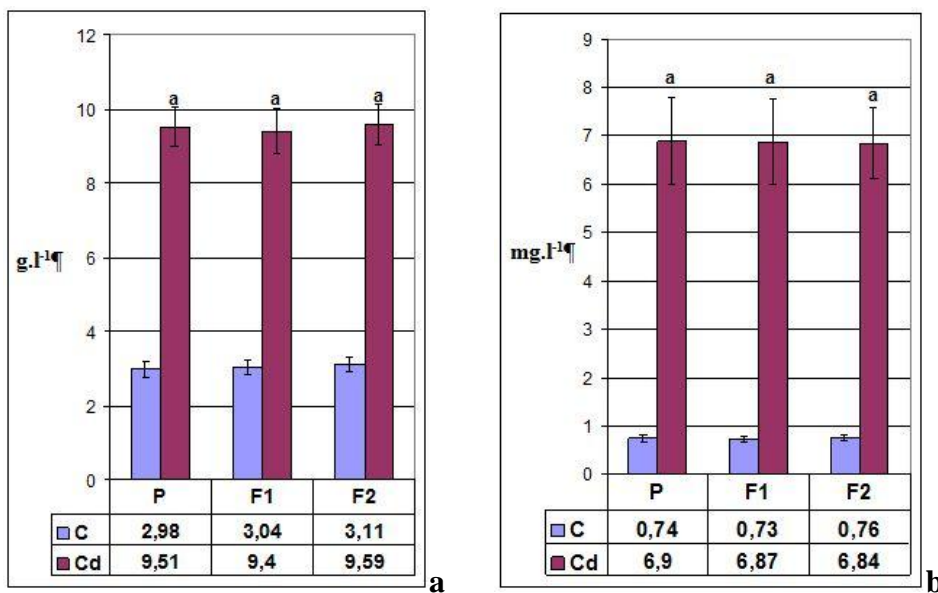 12
10
8
6
4
2
0
g.l-1¶
a
a
a
P F1 F2
C 2,98 3,04 3,11
Cd 9,51 9,4 9,59
a
9
8
7
6
5
4
3
2
1
0
mg.l-1¶
a
a
a
P F1 F2
C 0,74 0,73 0,76
Cd 6,9 6,87 6,84
b